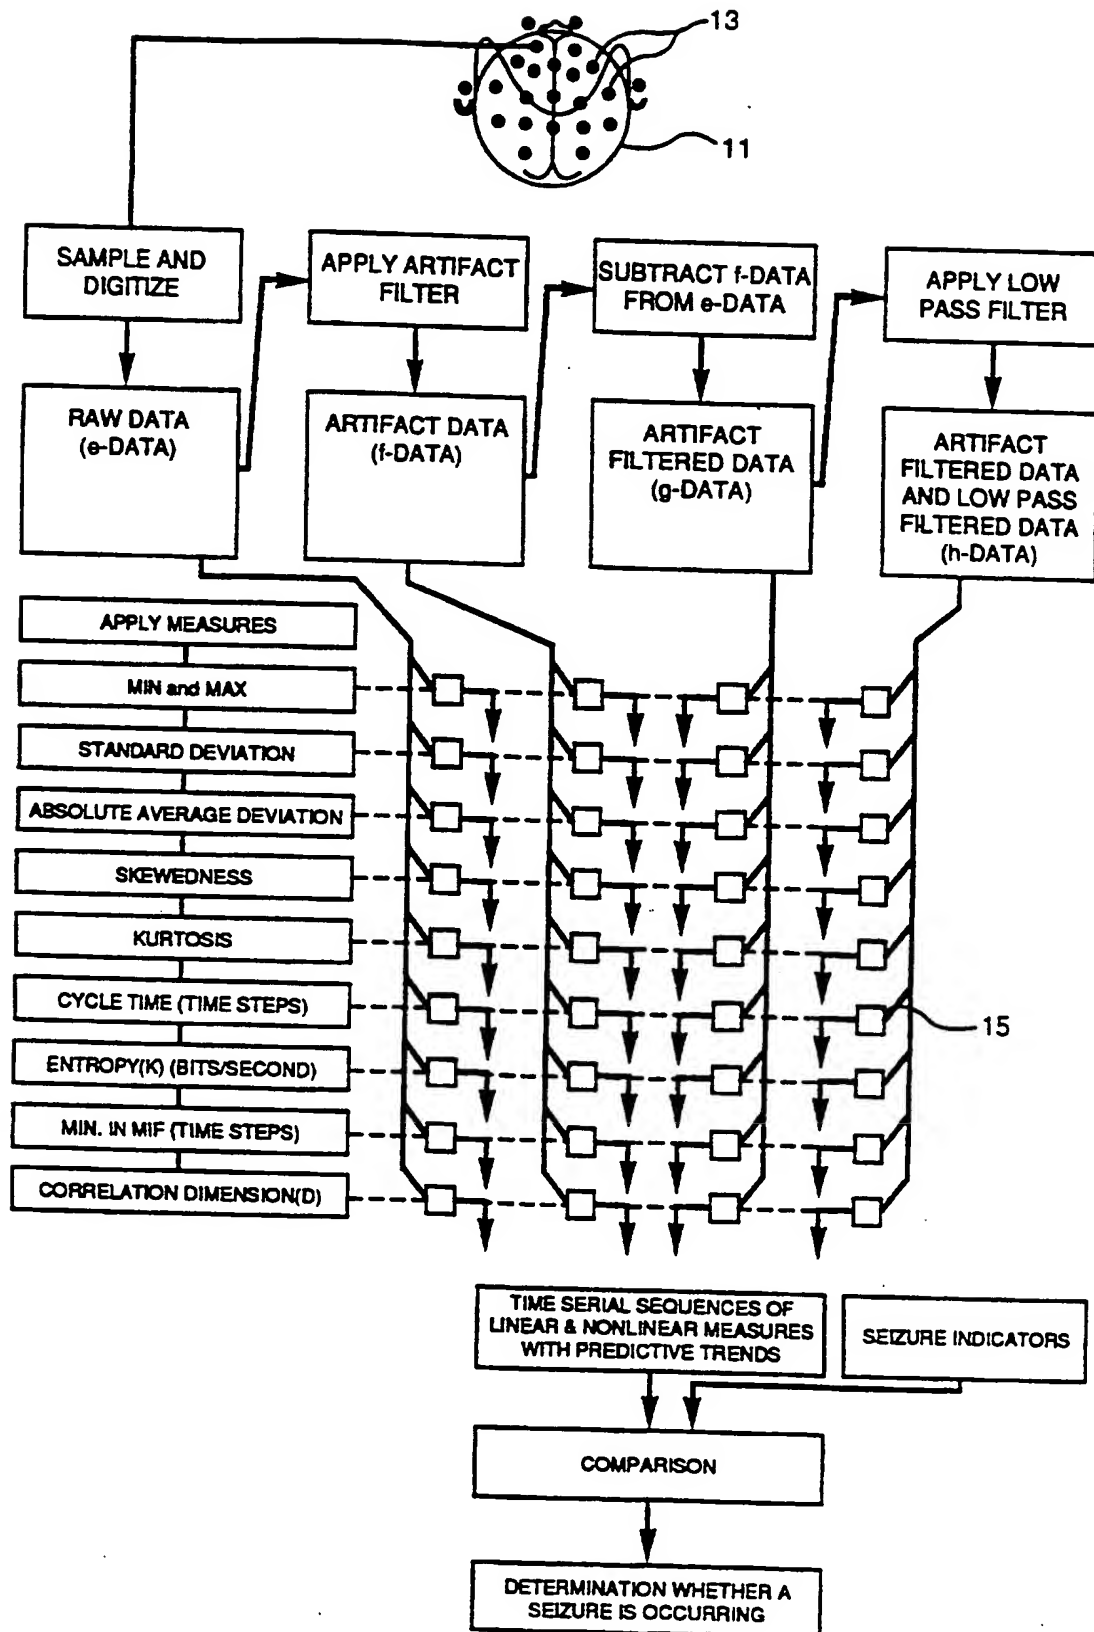 13
11
SAMPLE AND
DIGITIZE
APPLY ARTIFACT
FILTER
SUBTRACT f-DATA
FROM e-DATA
APPLY LOW
PASS FILTER
RAW DATA
(e-DATA)
ARTIFACT DATA
(f-DATA)
ARTIFACT
FILTERED DATA
(g-DATA)
ARTIFACT
FILTERED DATA
AND LOW PASS
FILTERED DATA
(h-DATA)
APPLY MEASURES
MIN and MAX
STANDARD DEVIATION
ABSOLUTE AVERAGE DEVIATION
SKEWEDNESS
KURTOSIS
CYCLE TIME (TIME STEPS)
15
ENTROPY(K) (BITS/SECOND)
MIN. IN MIF (TIME STEPS)
CORRELATION DIMENSION(D)
TIME SERIAL SEQUENCES OF
LINEAR & NONLINEAR MEASURES
WITH PREDICTIVE TRENDS
SEIZURE INDICATORS
COMPARISON
DETERMINATION WHETHER A
SEIZURE IS OCCURRING